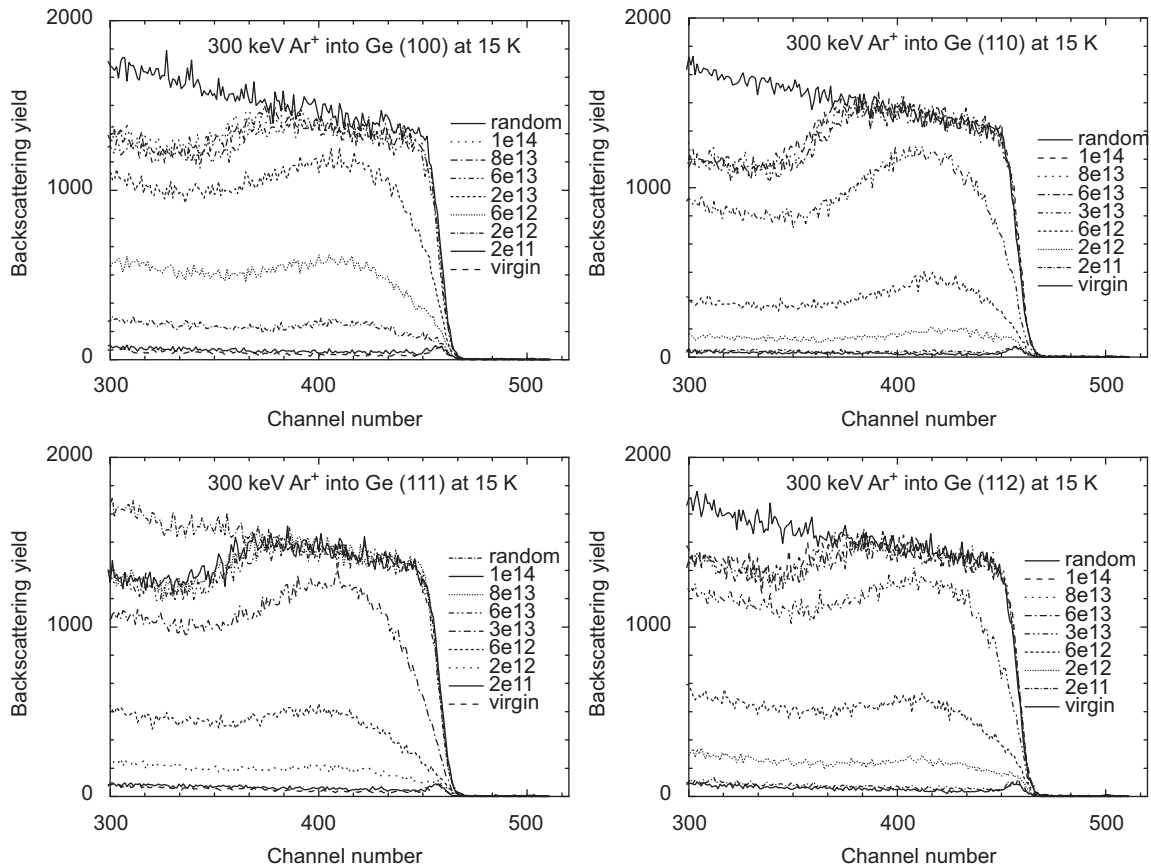 2000
300 keV Ar+ into Ge (100) at 15 K
Backscattering yield
1000
0
random
1e14
8e13
6e13
2e13
6e12
2e12
2e11
virgin
300
400
500
Channel number
2000
300 keV Ar+ into Ge (110) at 15 K
Backscattering yield
1000
0
random
1e14
8e13
6e13
3e13
6e12
2e12
2e11
virgin
300
400
500
Channel number
2000
300 keV Ar+ into Ge (111) at 15 K
Backscattering yield
1000
0
random
1e14
8e13
6e13
3e13
6e12
2e12
2e11
virgin
300
400
500
Channel number
2000
300 keV Ar+ into Ge (112) at 15 K
Backscattering yield
1000
0
random
1e14
8e13
6e13
3e13
6e12
2e12
2e11
virgin
300
400
500
Channel number